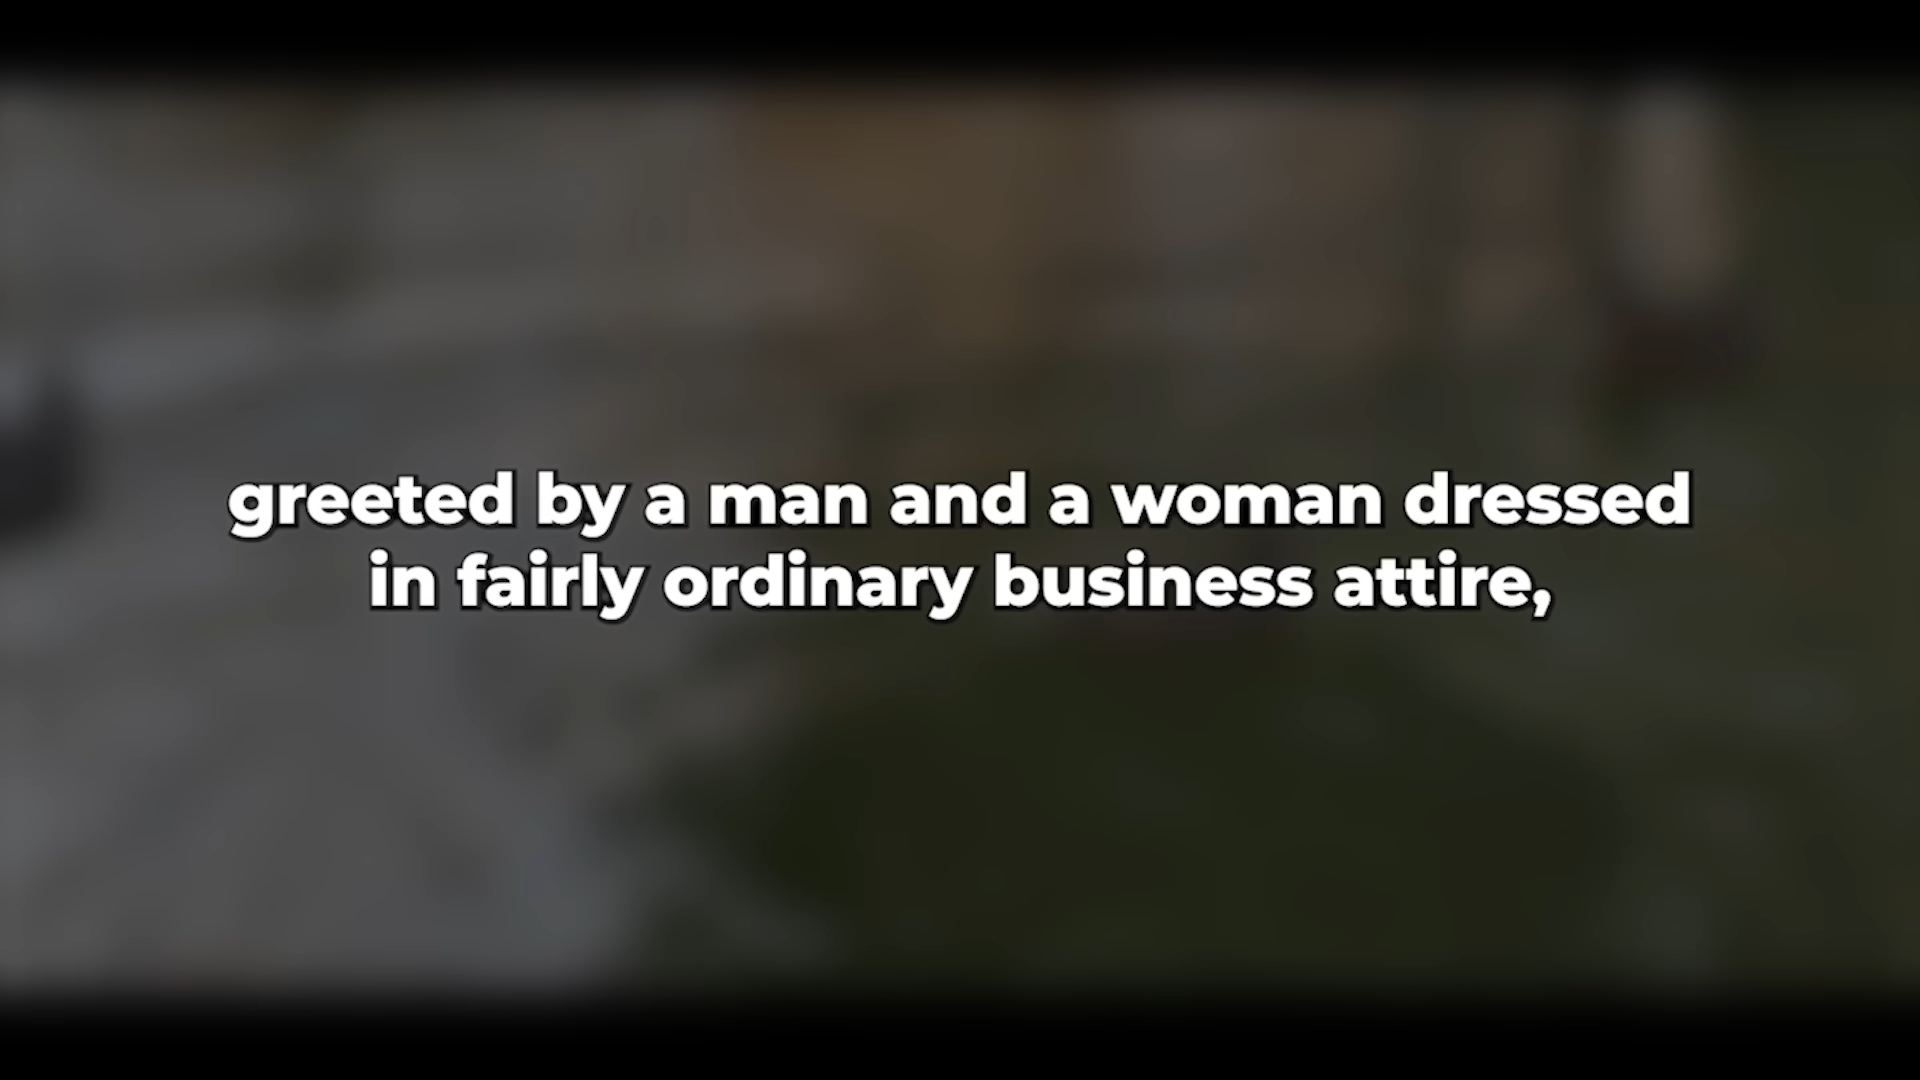 greeted by a man and a woman dressed
in fairly ordinary business attire,